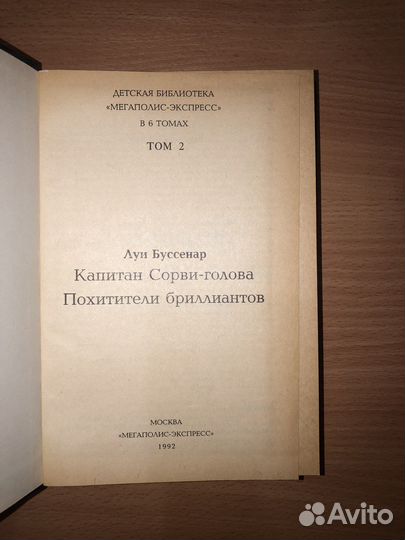 ДЕТСКАЯ БИБЛИОТЕКА
«МЕГАПОЛИС-ЭКСПРЕСС»
В 6 ТОМАХ
ТОМ 2
Луи Буссенар
Капитан Сорви-голова
Похитители бриллиантов
МОСКВА
«МЕГАПОЛИС-ЭКСПРЕСС»
1992
Avito